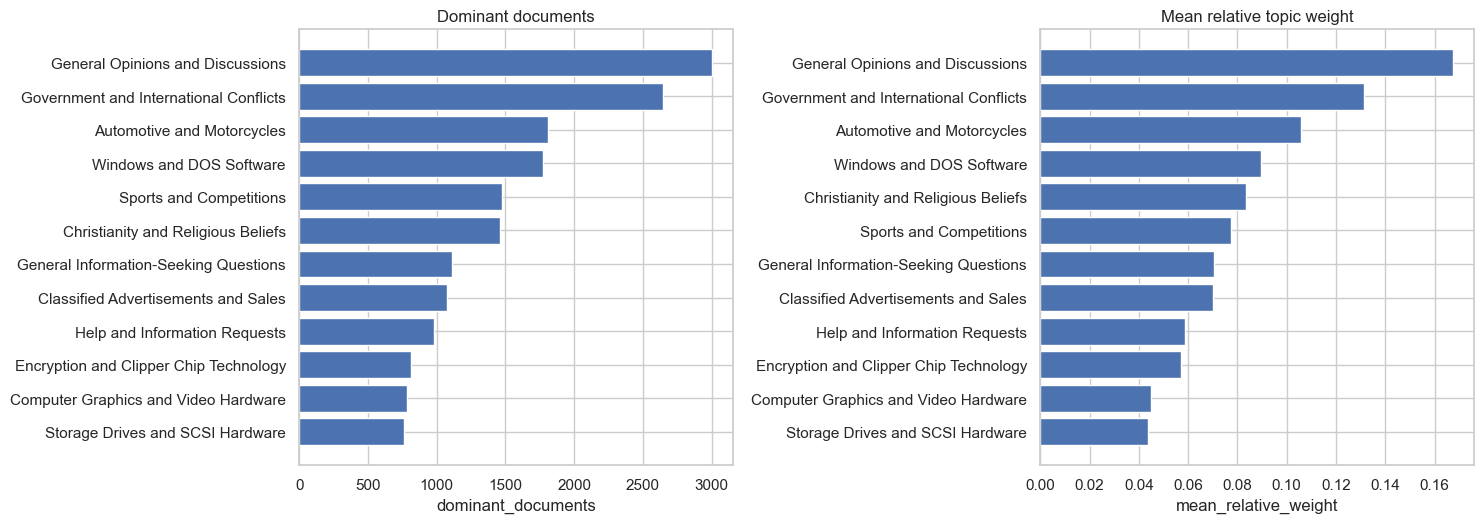 Dominant documents
General Opinions and Discussions
Government and International Conflicts
Automotive and Motorcycles
Windows and DOS Software
Sports and Competitions
Christianity and Religious Beliefs
General Information-Seeking Questions
Classified Advertisements and Sales
Help and Information Requests
Encryption and Clipper Chip Technology
Computer Graphics and Video Hardware
Storage Drives and SCSI Hardware
0 500 1000 1500 2000 2500 3000
dominant_documents
Mean relative topic weight
General Opinions and Discussions
Government and International Conflicts
Automotive and Motorcycles
Windows and DOS Software
Christianity and Religious Beliefs
Sports and Competitions
General Information-Seeking Questions
Classified Advertisements and Sales
Help and Information Requests
Encryption and Clipper Chip Technology
Computer Graphics and Video Hardware
Storage Drives and SCSI Hardware
0.00 0.02 0.04 0.06 0.08 0.10 0.12 0.14 0.16
mean_relative_weight